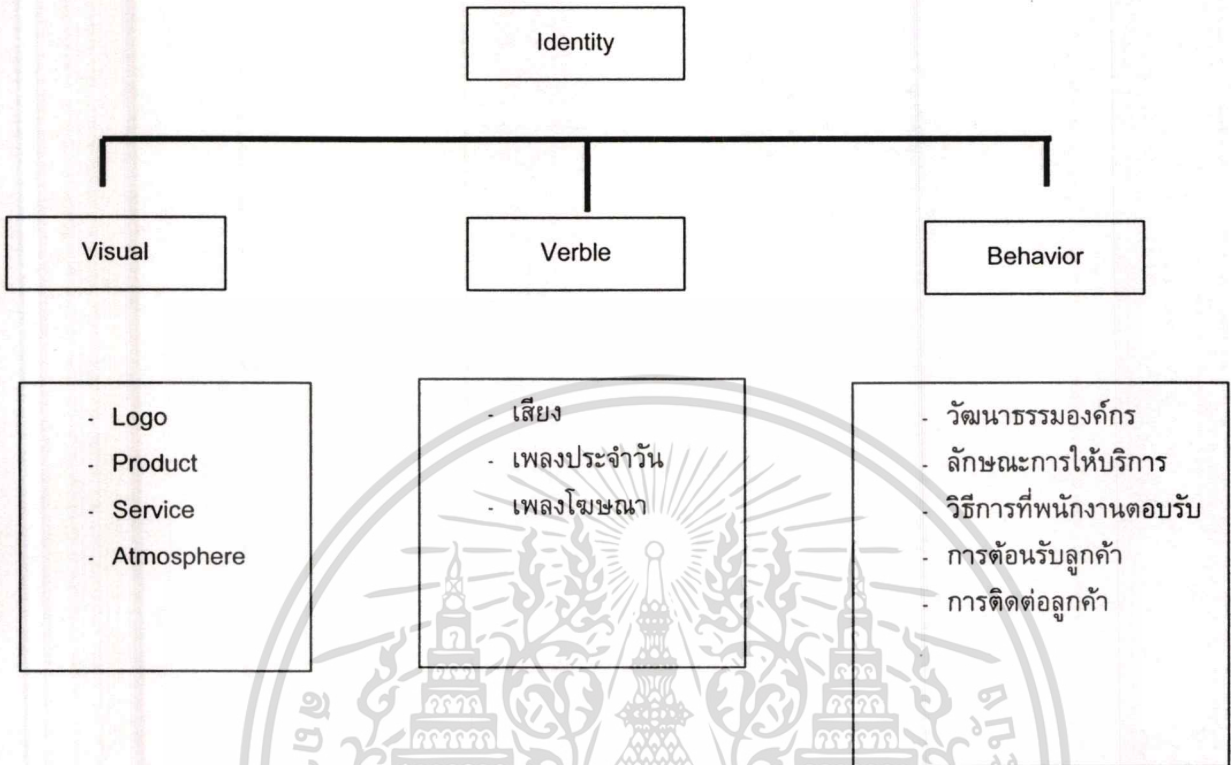 Identity
Visual
Verble
Behavior
- Logo
- Product
- Service
- Atmosphere
- เสียง
- เพลงประจำวัน
- เพลงโฆษณา
- วัฒนาธรรมองค์กร
- ลักษณะการให้บริการ
- วิธีการที่พนักงานตอบรับ
- การต้อนรับลูกค้า
- การติดต่อลูกค้า